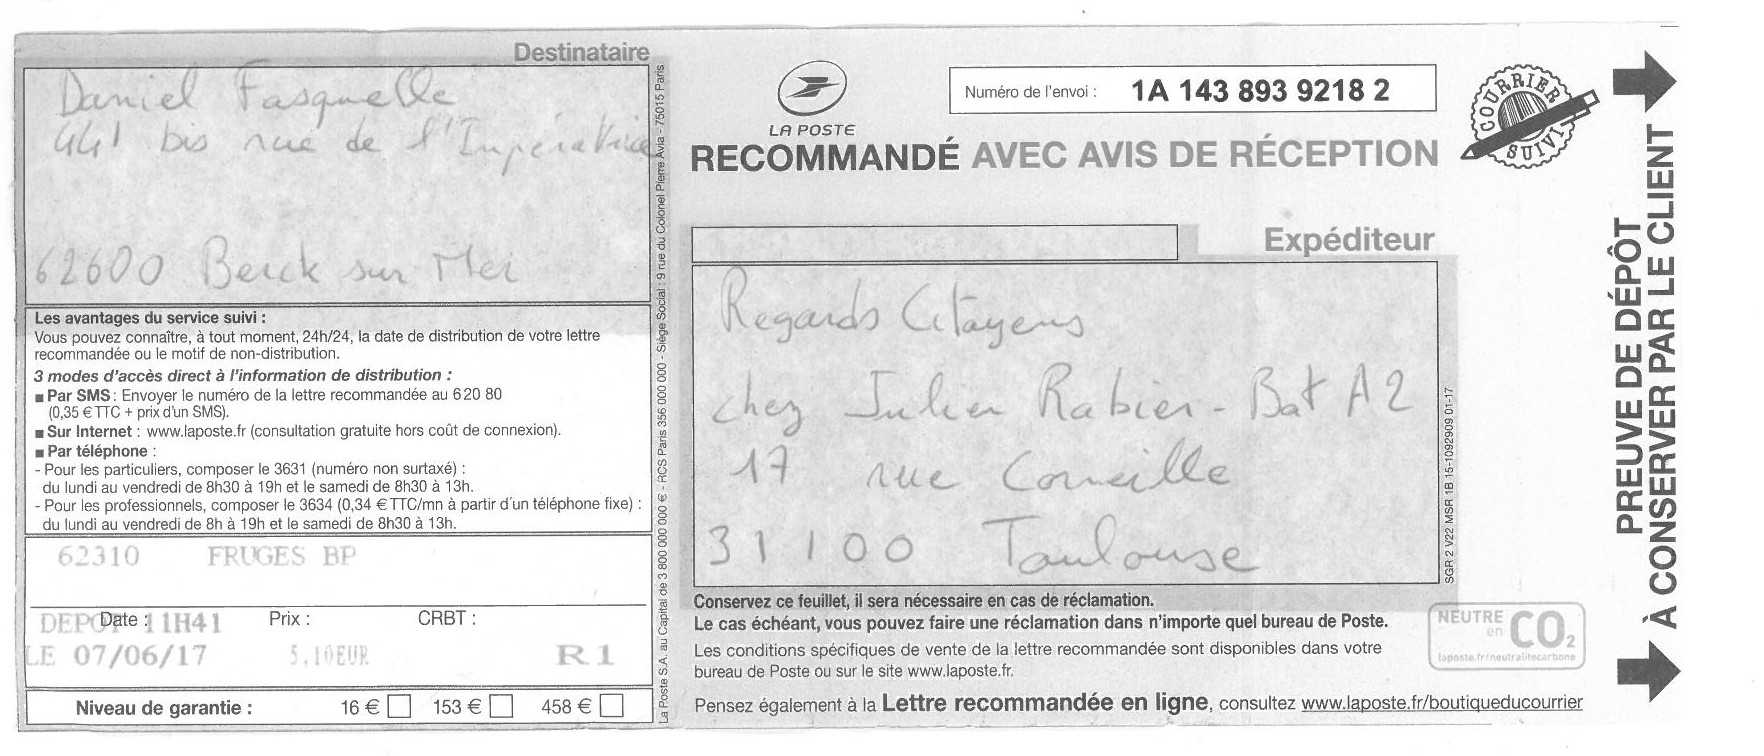 Destinataire
Daniel Fasquelle
441 bis rue de l'Impératrice
62600 Berck sur Mer
Les avantages du service suivi :
Vous pouvez connaître, à tout moment, 24h/24, la date de distribution de votre lettre
recommandée ou le motif de non-distribution.
3 modes d'accès direct à l'information de distribution :
■ Par SMS : Envoyer le numéro de la lettre recommandée au 6 20 80
(0,35 € TTC + prix d'un SMS).
■ Sur Internet : www.laposte.fr (consultation gratuite hors coût de connexion).
■ Par téléphone :
- Pour les particuliers, composer le 3631 (numéro non surtaxé) :
du lundi au vendredi de 8h30 à 19h et le samedi de 8h30 à 13h.
- Pour les professionnels, composer le 3634 (0,34 € TTC/mn à partir d'un téléphone fixe) :
du lundi au vendredi de 8h à 19h et le samedi de 8h30 à 13h.
62310 FRUGES BP
Date : Prix : CRBT :
DEPOT 11H41
LE 07/06/17 5,10EUR R1
Niveau de garantie : 16 € 153 € 458 €
La Poste S.A. au Capital de 3 800 000 000 € - RCS Paris 356 000 000 - Siège Social : 9 rue du Colonel Pierre Avia - 75015 Paris
LA POSTE
Numéro de l'envoi : 1A 143 893 9218 2
COURRIER SUIVI
RECOMMANDÉ AVEC AVIS DE RÉCEPTION
Expéditeur
Regards Citoyens
chez Julien Rabier - Bat A2
17 rue Corneille
31100 Toulouse
SGR 2 V22 MSR 1B 15-1092909 01-17
Conservez ce feuillet, il sera nécessaire en cas de réclamation.
Le cas échéant, vous pouvez faire une réclamation dans n'importe quel bureau de Poste.
Les conditions spécifiques de vente de la lettre recommandée sont disponibles dans votre
bureau de Poste ou sur le site www.laposte.fr.
Pensez également à la Lettre recommandée en ligne, consultez www.laposte.fr/boutiqueducourrier
NEUTRE
en CO2
laposte.fr/neutralitecarbone
PREUVE DE DÉPÔT
À CONSERVER PAR LE CLIENT